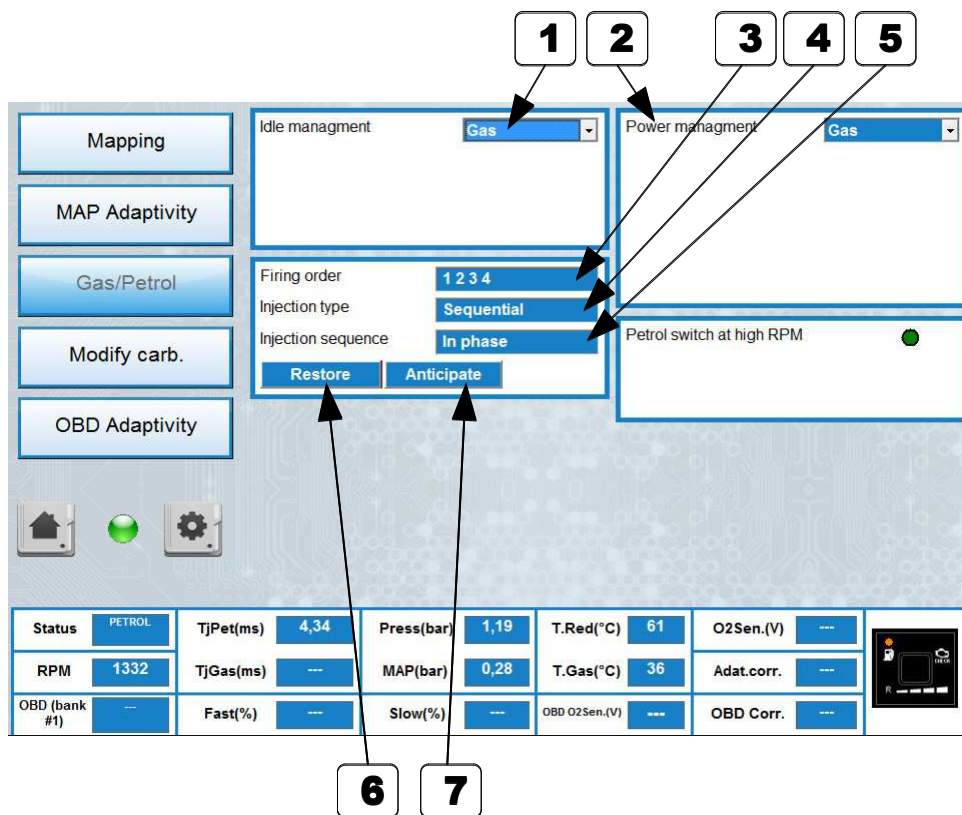 1 2 3 4 5
Mapping
MAP Adaptivity
Gas/Petrol
Modify carb.
OBD Adaptivity
Idle managment Gas
Power managment Gas
Firing order 1 2 3 4
Injection type Sequential
Injection sequence In phase
Restore Anticipate
Petrol switch at high RPM
Status PETROL TjPet(ms) 4,34 Press(bar) 1,19 T.Red(°C) 61 O2Sen.(V) ---
RPM 1332 TjGas(ms) --- MAP(bar) 0,28 T.Gas(°C) 36 Adat.corr. ---
OBD (bank
#1) --- Fast(%) --- Slow(%) --- OBD O2Sen.(V) --- OBD Corr. ---
CHECK
R
6 7